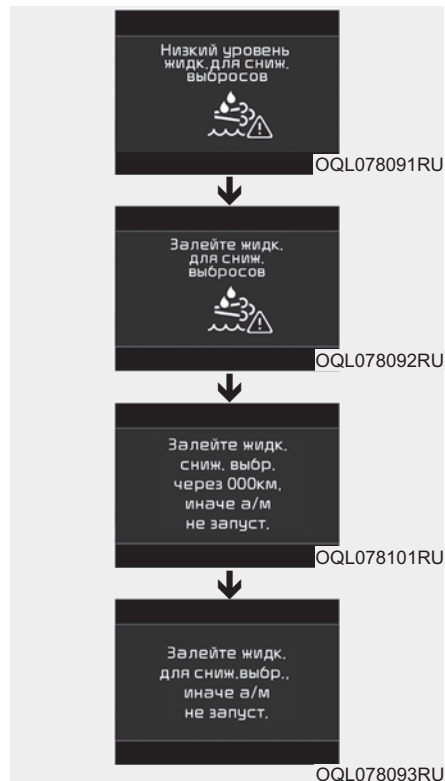 Низкий уровень
жидк.для сниж.
выбросов
OQL078091RU
Залейте жидк.
для сниж.
выбросов
OQL078092RU
Залейте жидк.
сниж. выбр.
через 000км,
иначе а/м
не запуст.
OQL078101RU
Залейте жидк.
для сниж.выбр.,
иначе а/м
не запуст.
OQL078093RU